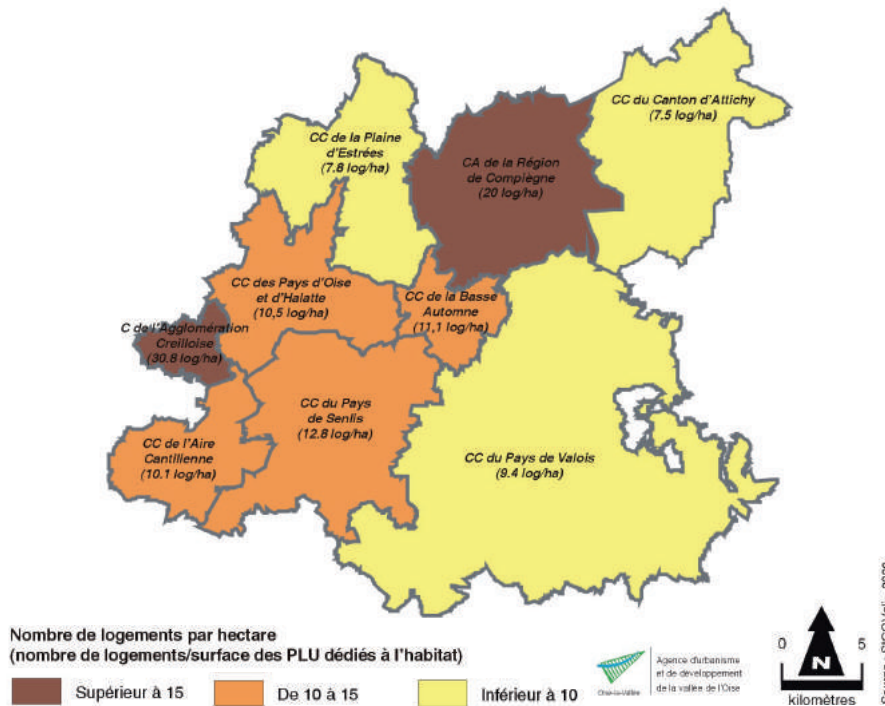 CC du Canton d'Attichy
(7.5 log/ha)
CC de la Plaine
d'Estrées
(7.8 log/ha)
CA de la Région
de Compiègne
(20 log/ha)
CC des Pays d'Oise
et d'Halatte
(10,5 log/ha)
CC de la Basse
Automne
(11,1 log/ha)
C de l'Agglomération
Creilloise
(30.8 log/ha)
CC du Pays
de Senlis
(12.8 log/ha)
CC de l'Aire
Cantilienne
(10.1 log/ha)
CC du Pays de Valois
(9.4 log/ha)
Nombre de logements par hectare
(nombre de logements/surface des PLU dédiés à l'habitat)
Supérieur à 15
De 10 à 15
Inférieur à 10
Oise-la-Vallée
Agence d'urbanisme
et de développement
de la vallée de l'Oise
0 5
N
kilomètres